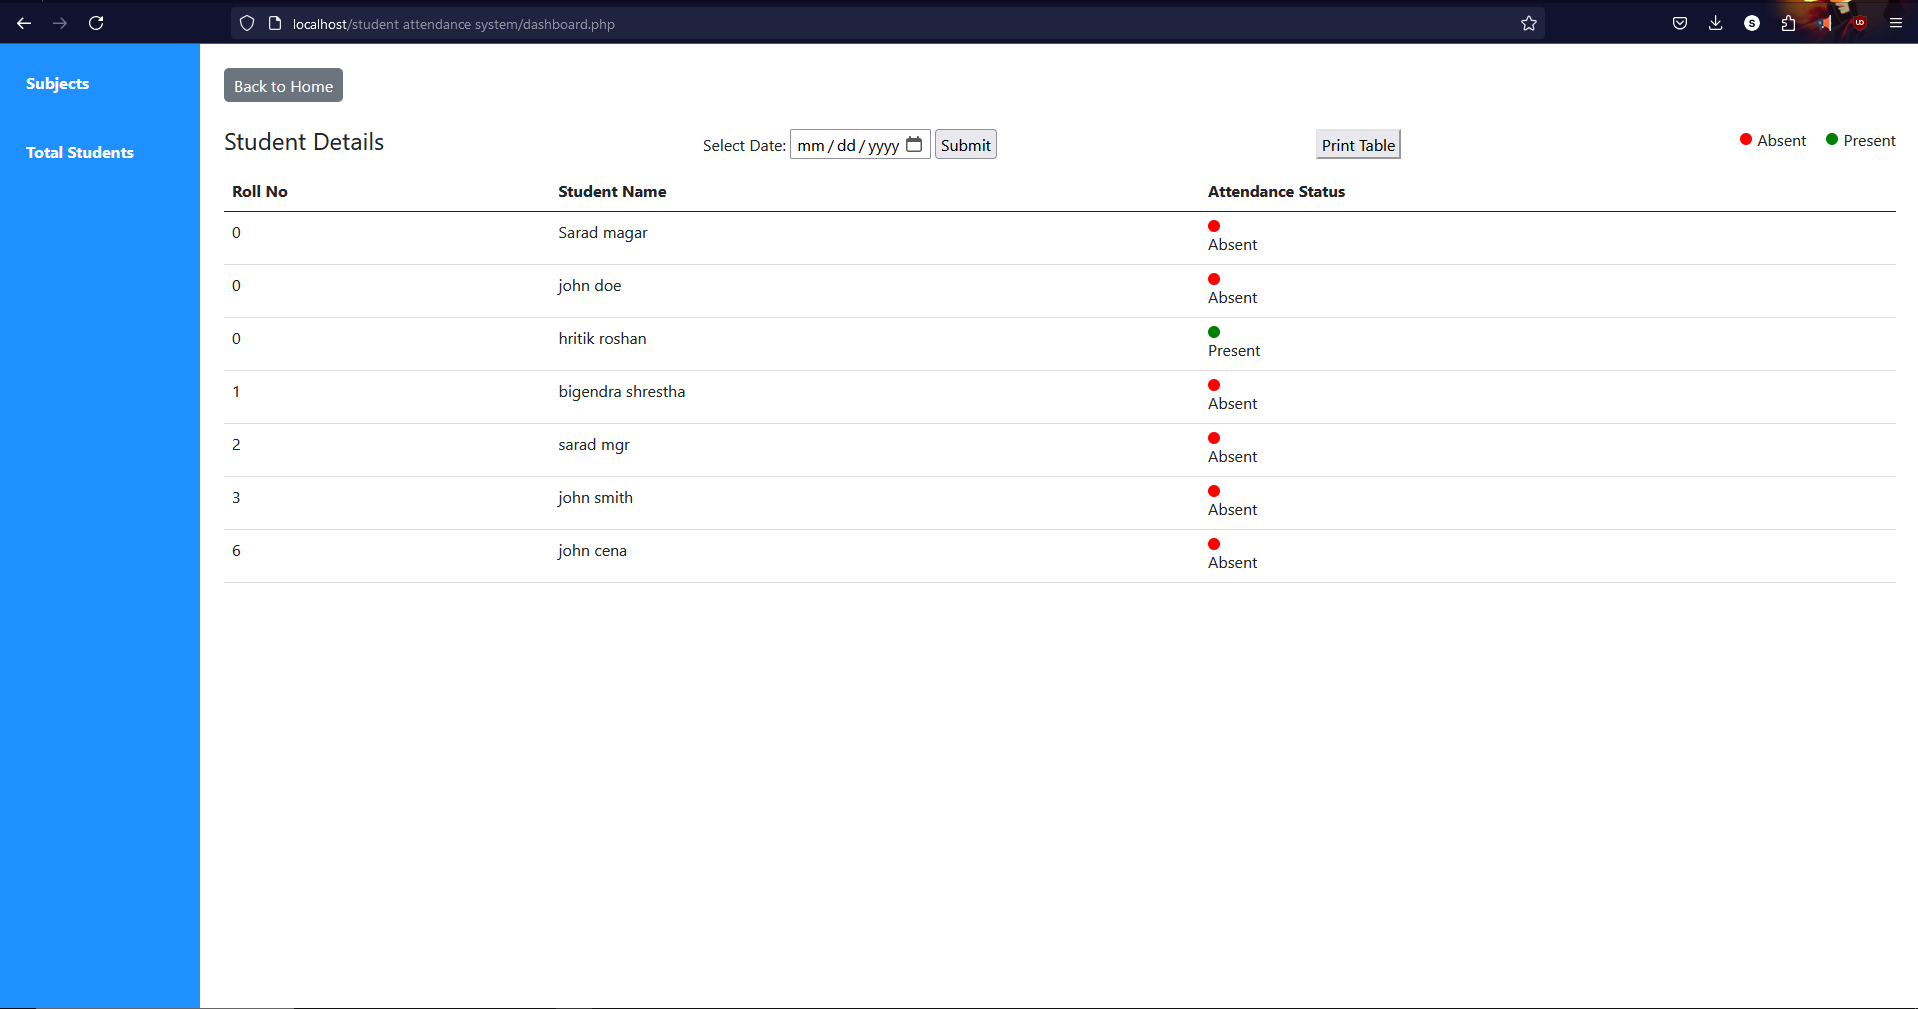 localhost/student attendance system/dashboard.php
S
UD
Subjects
Total Students
Back to Home
Student Details
Select Date: mm/dd/yyyy Submit
Print Table
Absent Present
Roll No Student Name Attendance Status
0 Sarad magar Absent
0 john doe Absent
0 hritik roshan Present
1 bigendra shrestha Absent
2 sarad mgr Absent
3 john smith Absent
6 john cena Absent